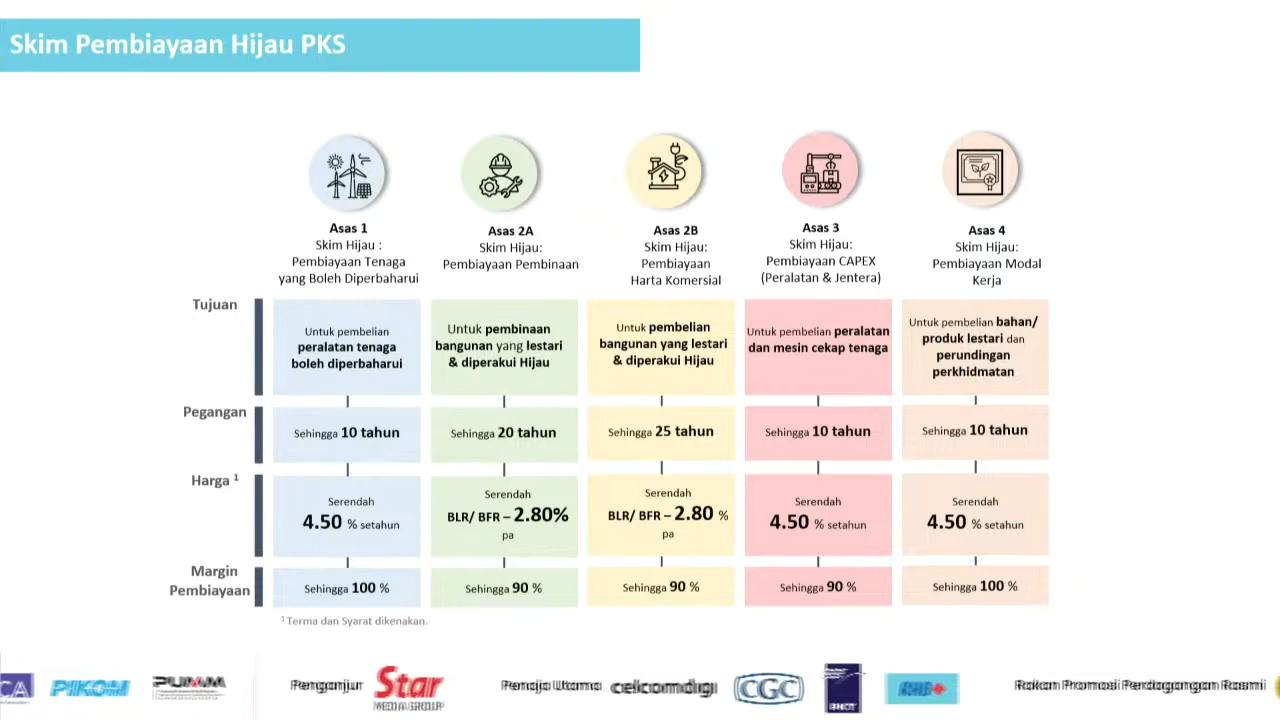 Skim Pembiayaan Hijau PKS
Asas 1
Skim Hijau :
Pembiayaan Tenaga
yang Boleh Diperbaharui
Asas 2A
Skim Hijau:
Pembiayaan Pembinaan
Asas 2B
Skim Hijau:
Pembiayaan
Harta Komersial
Asas 3
Skim Hijau:
Pembiayaan CAPEX
(Peralatan & Jentera)
Asas 4
Skim Hijau:
Pembiayaan Modal
Kerja
Tujuan
Untuk pembelian
peralatan tenaga
boleh diperbaharui
Untuk pembinaan
bangunan yang lestari
& diperakui Hijau
Untuk pembelian
bangunan yang lestari
& diperakui Hijau
Untuk pembelian peralatan
dan mesin cekap tenaga
Untuk pembelian bahan/
produk lestari dan
perundingan
perkhidmatan
Pegangan
Sehingga 10 tahun
Sehingga 20 tahun
Sehingga 25 tahun
Sehingga 10 tahun
Sehingga 10 tahun
Harga ¹
Serendah
4.50 % setahun
Serendah
BLR/ BFR – 2.80%
pa
Serendah
BLR/ BFR – 2.80 %
pa
Serendah
4.50 % setahun
Serendah
4.50 % setahun
Margin
Pembiayaan
Sehingga 100 %
Sehingga 90 %
Sehingga 90 %
Sehingga 90 %
Sehingga 100 %
¹ Terma dan Syarat dikenakan.
CA
PIKOM
Penganjur
Star
MEDIA GROUP
Penaja Utama
celcomdigi
CGC
Rakan Promosi Perdagangan Rasmi